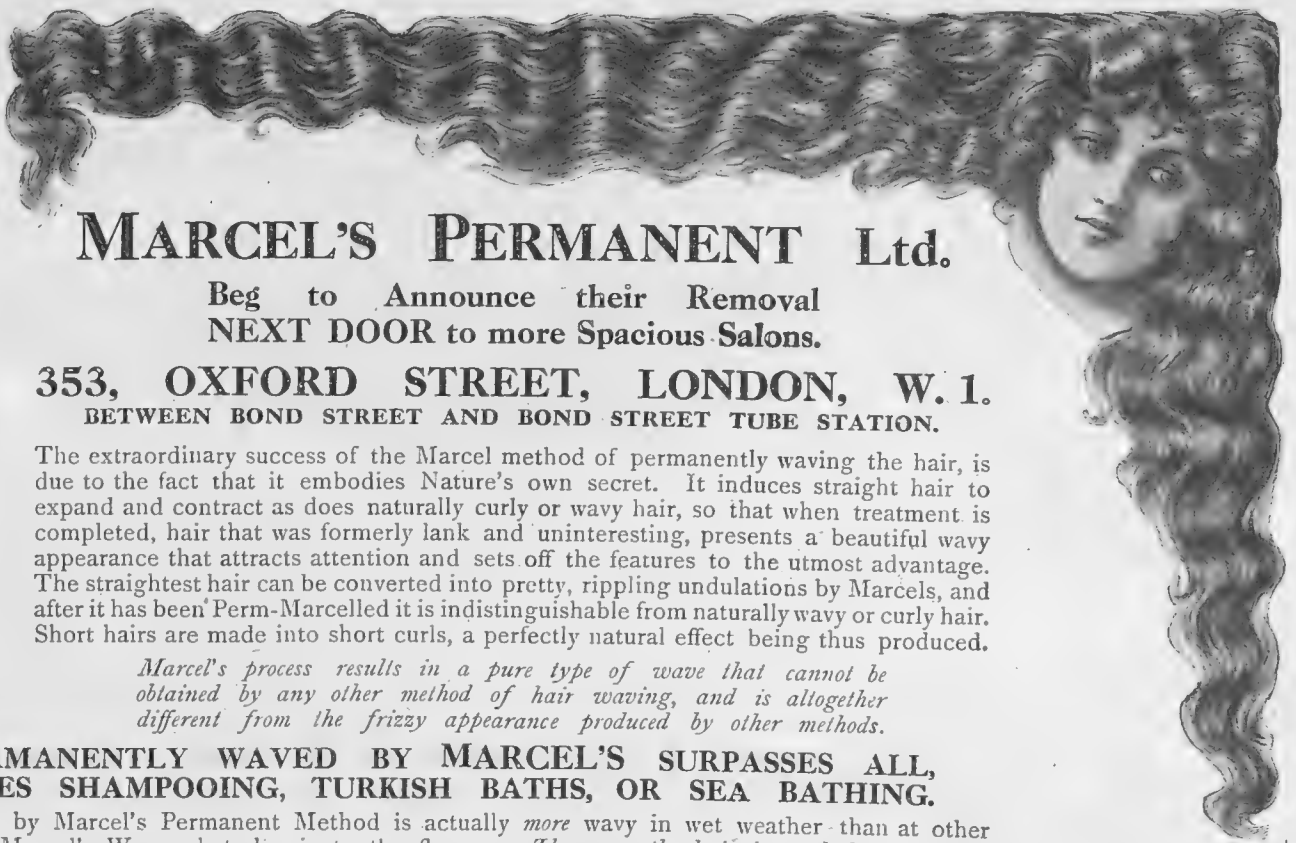 MARCEL'S PERMANENT Ltd.
Beg to Announce their Removal
NEXT DOOR to more Spacious Salons.
353, OXFORD STREET, LONDON, W. 1.
BETWEEN BOND STREET AND BOND STREET TUBE STATION.
The extraordinary success of the Marcel method of permanently waving the hair, is
due to the fact that it embodies Nature's own secret. It induces straight hair to
expand and contract as does naturally curly or wavy hair, so that when treatment is
completed, hair that was formerly lank and uninteresting, presents a beautiful wavy
appearance that attracts attention and sets off the features to the utmost advantage.
The straightest hair can be converted into pretty, rippling undulations by Marcels, and
after it has been Perm-Marcelled it is indistinguishable from naturally wavy or curly hair.
Short hairs are made into short curls, a perfectly natural effect being thus produced.
Marcel's process results in a pure type of wave that cannot be
obtained by any other method of hair waving, and is altogether
different from the frizzy appearance produced by other methods.
MANENTLY WAVED BY MARCEL'S SURPASSES ALL,
ES SHAMPOOING, TURKISH BATHS, OR SEA BATHING.
by Marcel's Permanent Method is actually more wavy in wet weather than at other